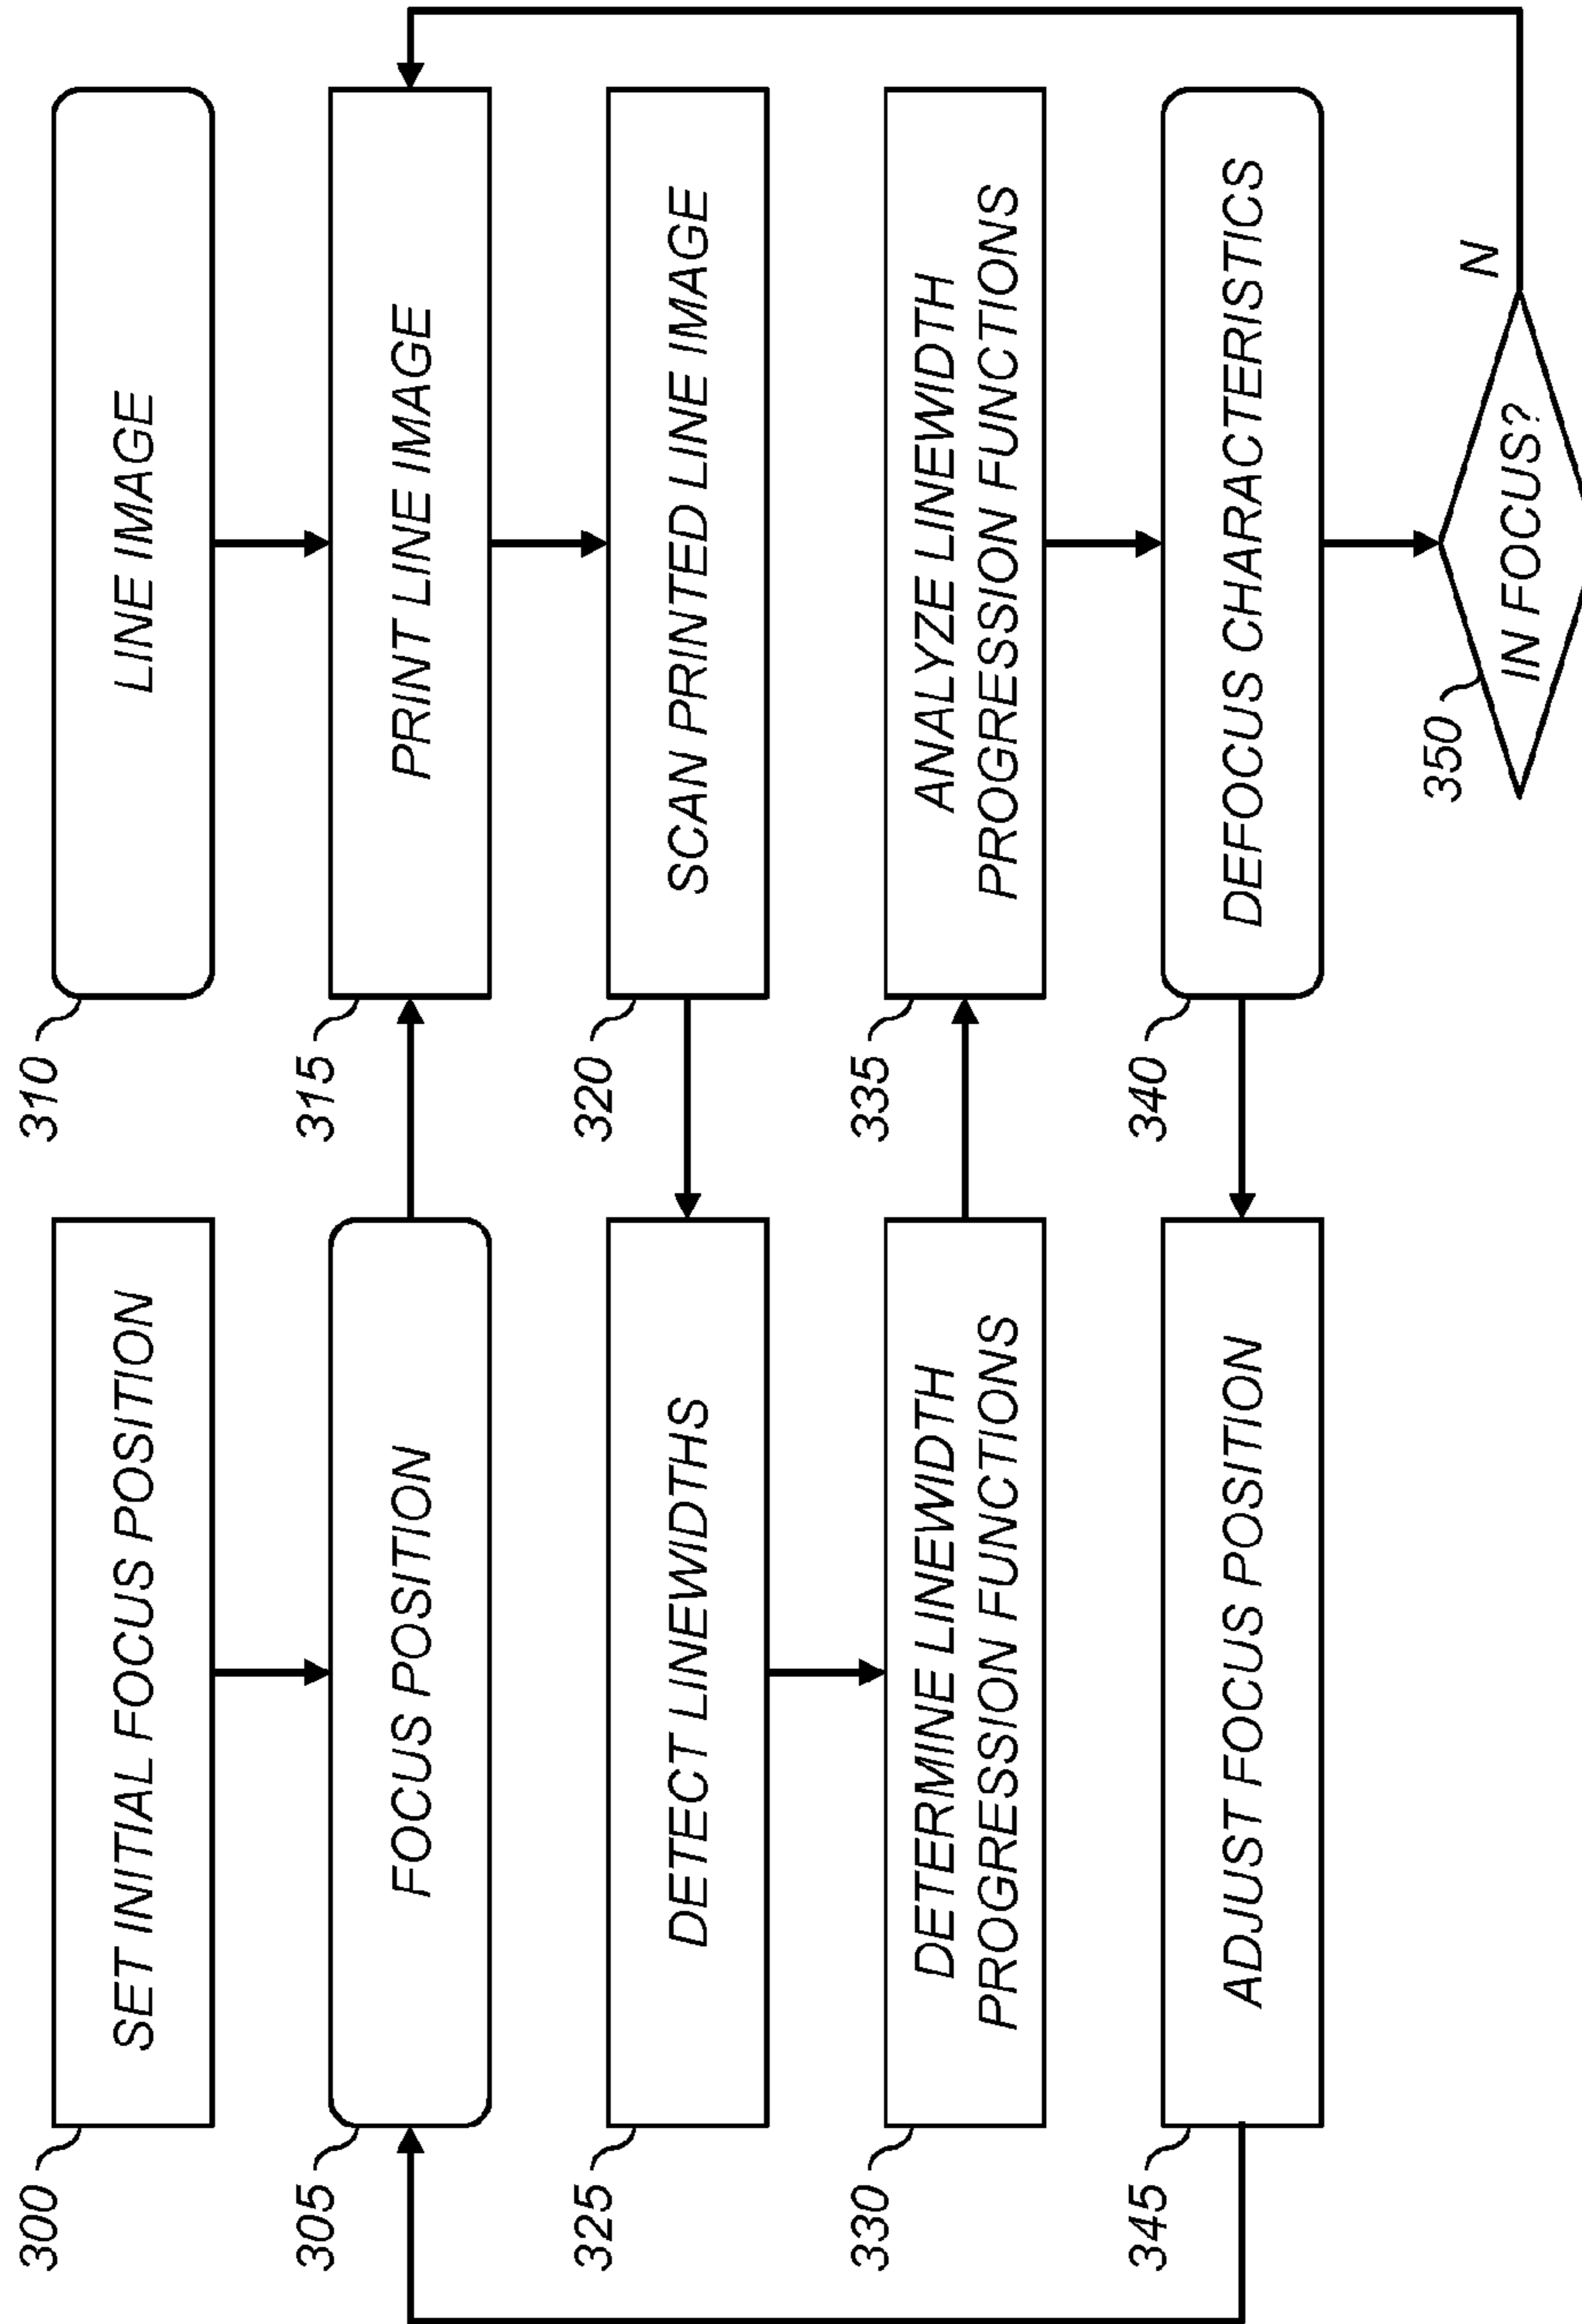 300
SET INITIAL FOCUS POSITION
310
LINE IMAGE
305
FOCUS POSITION
315
PRINT LINE IMAGE
325
DETECT LINEWIDTHS
320
SCAN PRINTED LINE IMAGE
330
DETERMINE LINEWIDTH
PROGRESSION FUNCTIONS
335
ANALYZE LINEWIDTH
PROGRESSION FUNCTIONS
345
ADJUST FOCUS POSITION
340
DEFOCUS CHARACTERISTICS
350
IN FOCUS?
N